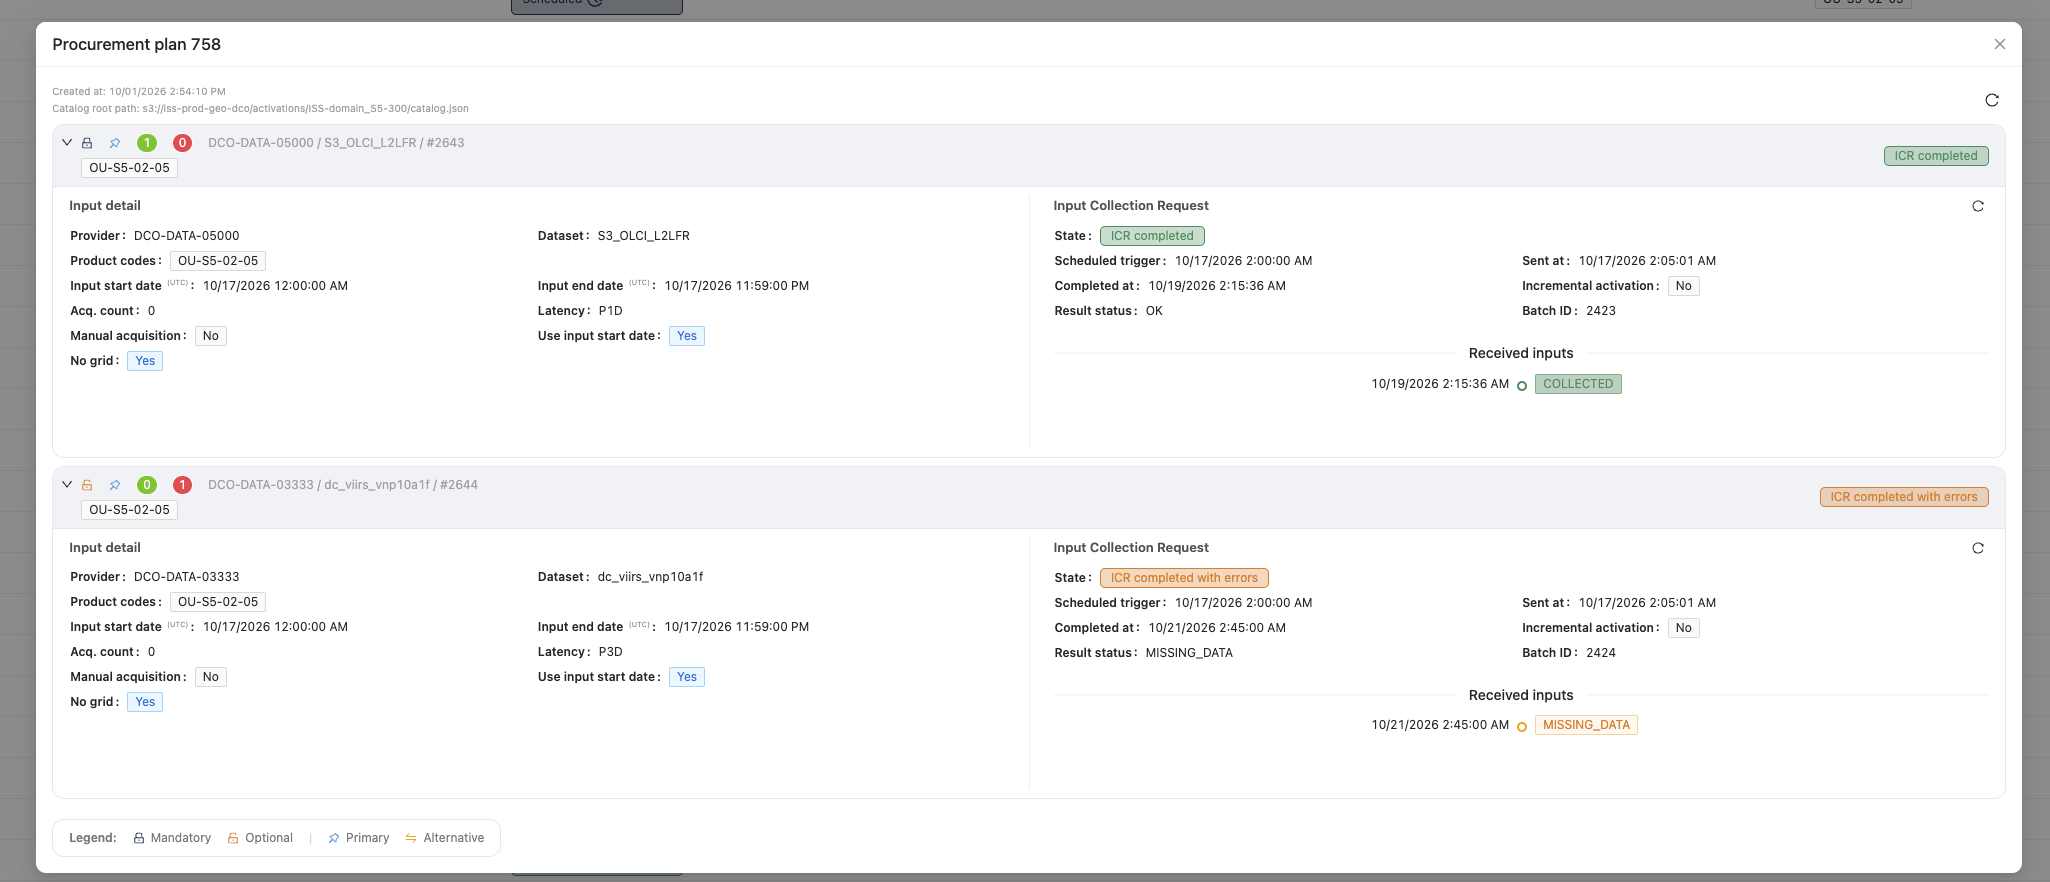 Scheduled
OU-S5-02-05
Procurement plan 758
Created at: 10/01/2026 2:54:10 PM
Catalog root path: s3://iss-prod-geo-dco/activations/ISS-domain_S5-300/catalog.json
1 0 DCO-DATA-05000 / S3_OLCI_L2LFR / #2643
OU-S5-02-05
ICR completed
Input detail
Provider: DCO-DATA-05000 Dataset: S3_OLCI_L2LFR
Product codes: OU-S5-02-05
Input start date (UTC): 10/17/2026 12:00:00 AM Input end date (UTC): 10/17/2026 11:59:00 PM
Acq. count: 0 Latency: P1D
Manual acquisition: No Use input start date: Yes
No grid: Yes
Input Collection Request
State: ICR completed
Scheduled trigger: 10/17/2026 2:00:00 AM Sent at: 10/17/2026 2:05:01 AM
Completed at: 10/19/2026 2:15:36 AM Incremental activation: No
Result status: OK Batch ID: 2423
Received inputs
10/19/2026 2:15:36 AM COLLECTED
0 1 DCO-DATA-03333 / dc_viirs_vnp10a1f / #2644
OU-S5-02-05
ICR completed with errors
Input detail
Provider: DCO-DATA-03333 Dataset: dc_viirs_vnp10a1f
Product codes: OU-S5-02-05
Input start date (UTC): 10/17/2026 12:00:00 AM Input end date (UTC): 10/17/2026 11:59:00 PM
Acq. count: 0 Latency: P3D
Manual acquisition: No Use input start date: Yes
No grid: Yes
Input Collection Request
State: ICR completed with errors
Scheduled trigger: 10/17/2026 2:00:00 AM Sent at: 10/17/2026 2:05:01 AM
Completed at: 10/21/2026 2:45:00 AM Incremental activation: No
Result status: MISSING_DATA Batch ID: 2424
Received inputs
10/21/2026 2:45:00 AM MISSING_DATA
Legend: Mandatory Optional | Primary Alternative